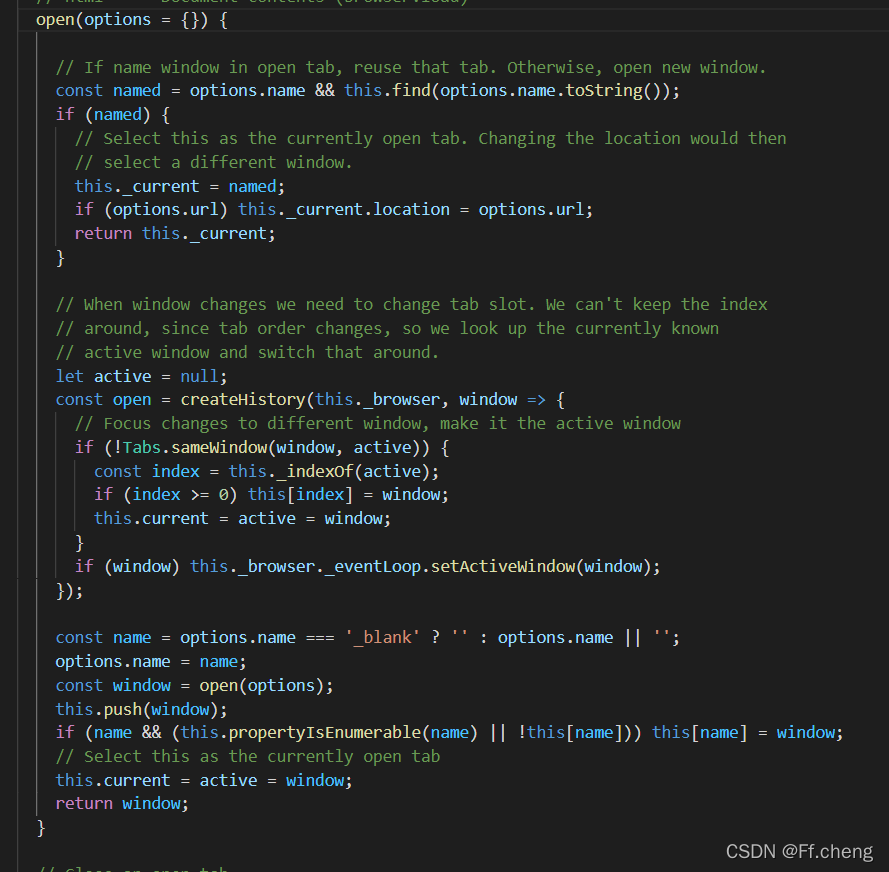 open(options = {}) {
// If name window in open tab, reuse that tab. Otherwise, open new window.
const named = options.name && this.find(options.name.toString());
if (named) {
// Select this as the currently open tab. Changing the location would then
// select a different window.
this._current = named;
if (options.url) this._current.location = options.url;
return this._current;
}
// When window changes we need to change tab slot. We can't keep the index
// around, since tab order changes, so we look up the currently known
// active window and switch that around.
let active = null;
const open = createHistory(this._browser, window => {
// Focus changes to different window, make it the active window
if (!Tabs.sameWindow(window, active)) {
const index = this._indexOf(active);
if (index >= 0) this[index] = window;
this.current = active = window;
}
if (window) this._browser._eventLoop.setActiveWindow(window);
});
const name = options.name === '_blank' ? '' : options.name || '';
options.name = name;
const window = open(options);
this.push(window);
if (name && (this.propertyIsEnumerable(name) || !this[name])) this[name] = window;
// Select this as the currently open tab
this.current = active = window;
return window;
}
CSDN @Ff.cheng